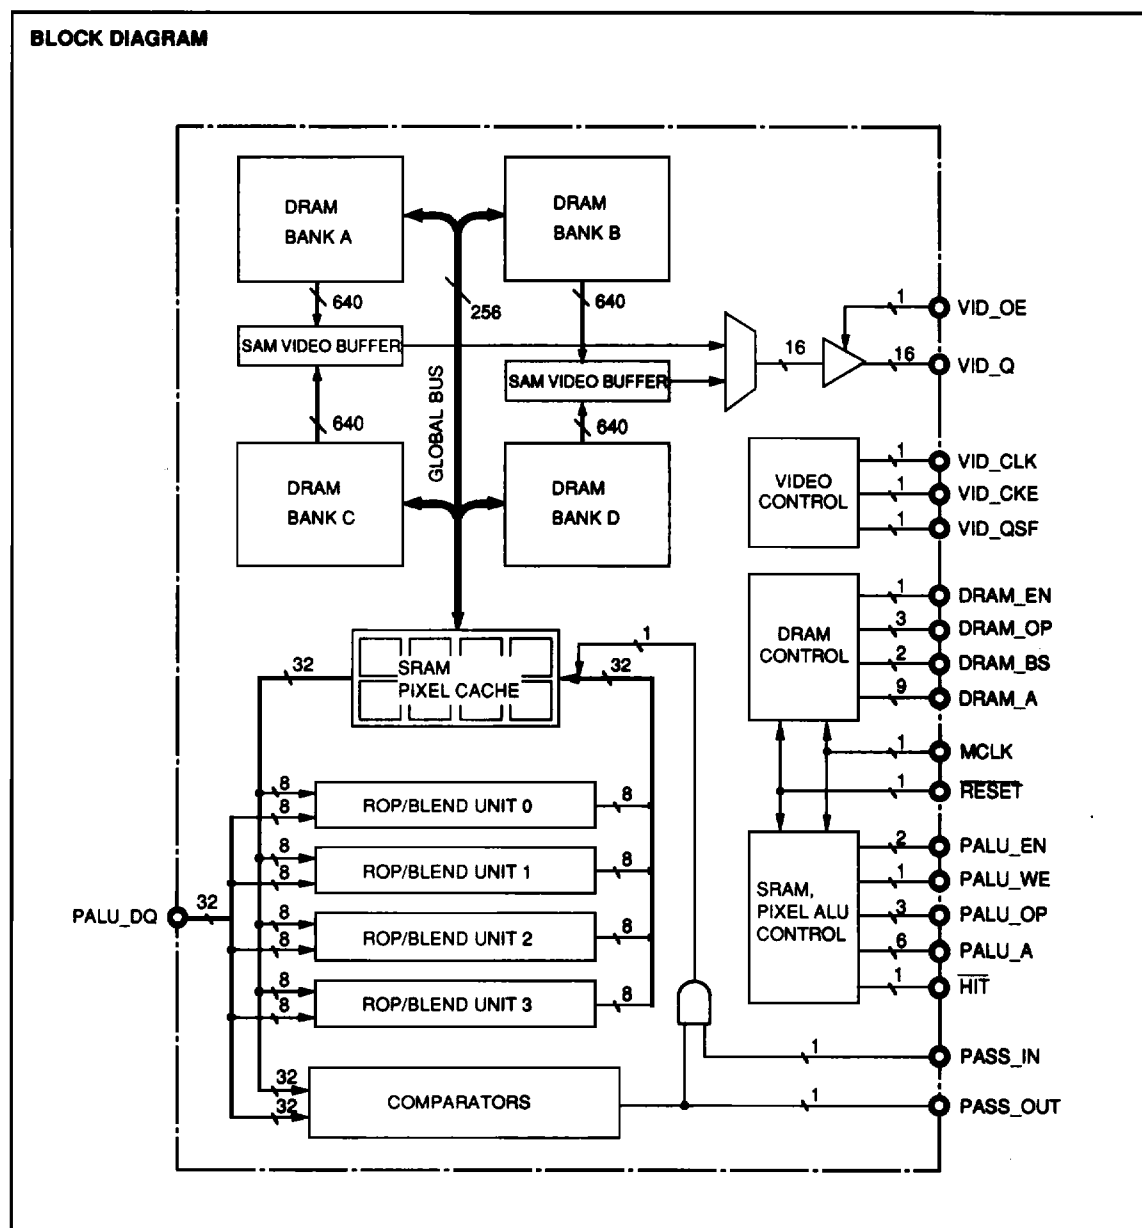 BLOCK DIAGRAM
DRAM
BANK A
DRAM
BANK B
640
256
640
1
VID_OE
SAM VIDEO BUFFER
16
16
VID_Q
SAM VIDEO BUFFER
GLOBAL BUS
640
640
DRAM
BANK C
DRAM
BANK D
VIDEO
CONTROL
1
VID_CLK
1
VID_CKE
1
VID_QSF
DRAM
CONTROL
1
DRAM_EN
3
DRAM_OP
2
DRAM_BS
9
DRAM_A
1
MCLK
1
RESET
32
SRAM
PIXEL CACHE
1
32
8
8
ROP/BLEND UNIT 0
8
8
8
ROP/BLEND UNIT 1
8
8
8
ROP/BLEND UNIT 2
8
8
8
ROP/BLEND UNIT 3
8
PALU_DQ
32
SRAM,
PIXEL ALU
CONTROL
2
PALU_EN
1
PALU_WE
3
PALU_OP
6
PALU_A
1
HIT
1
PASS_IN
32
32
COMPARATORS
1
PASS_OUT